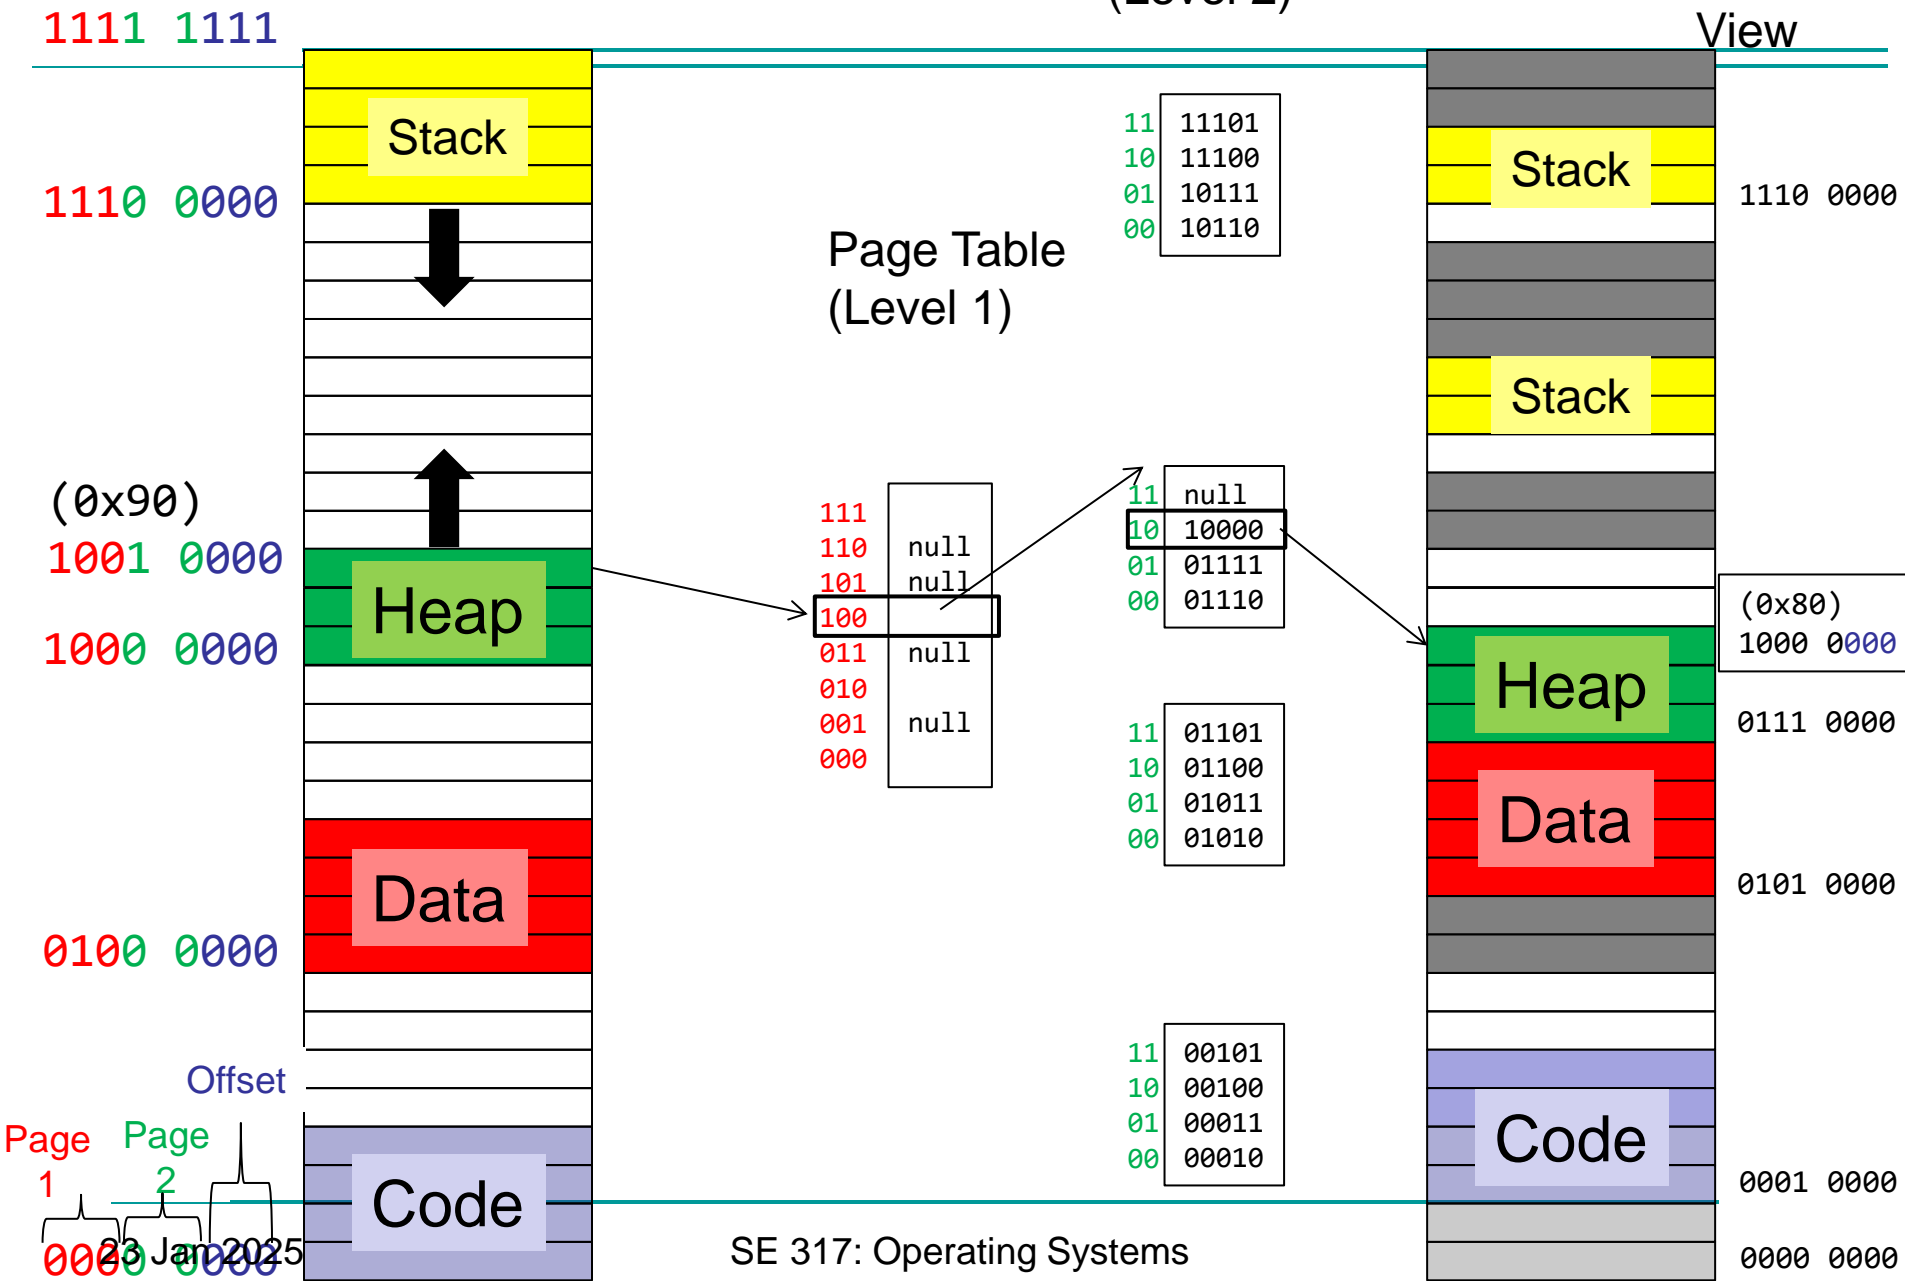 (Level 2)
View
1111 1111
Stack
1110 0000
Page Table
(Level 1)
11 11101
10 11100
01 10111
00 10110
Stack
1110 0000
Stack
(0x90)
1001 0000
Heap
1000 0000
111
110 null
101 null
100
011 null
010
001 null
000
11 null
10 10000
01 01111
00 01110
(0x80)
1000 0000
Heap
0111 0000
11 01101
10 01100
01 01011
00 01010
Data
0101 0000
Data
0100 0000
Offset
Page
1
Page
2
11 00101
10 00100
01 00011
00 00010
Code
0001 0000
Code
0000 0000
23 Jan 2025
SE 317: Operating Systems
0000 0000